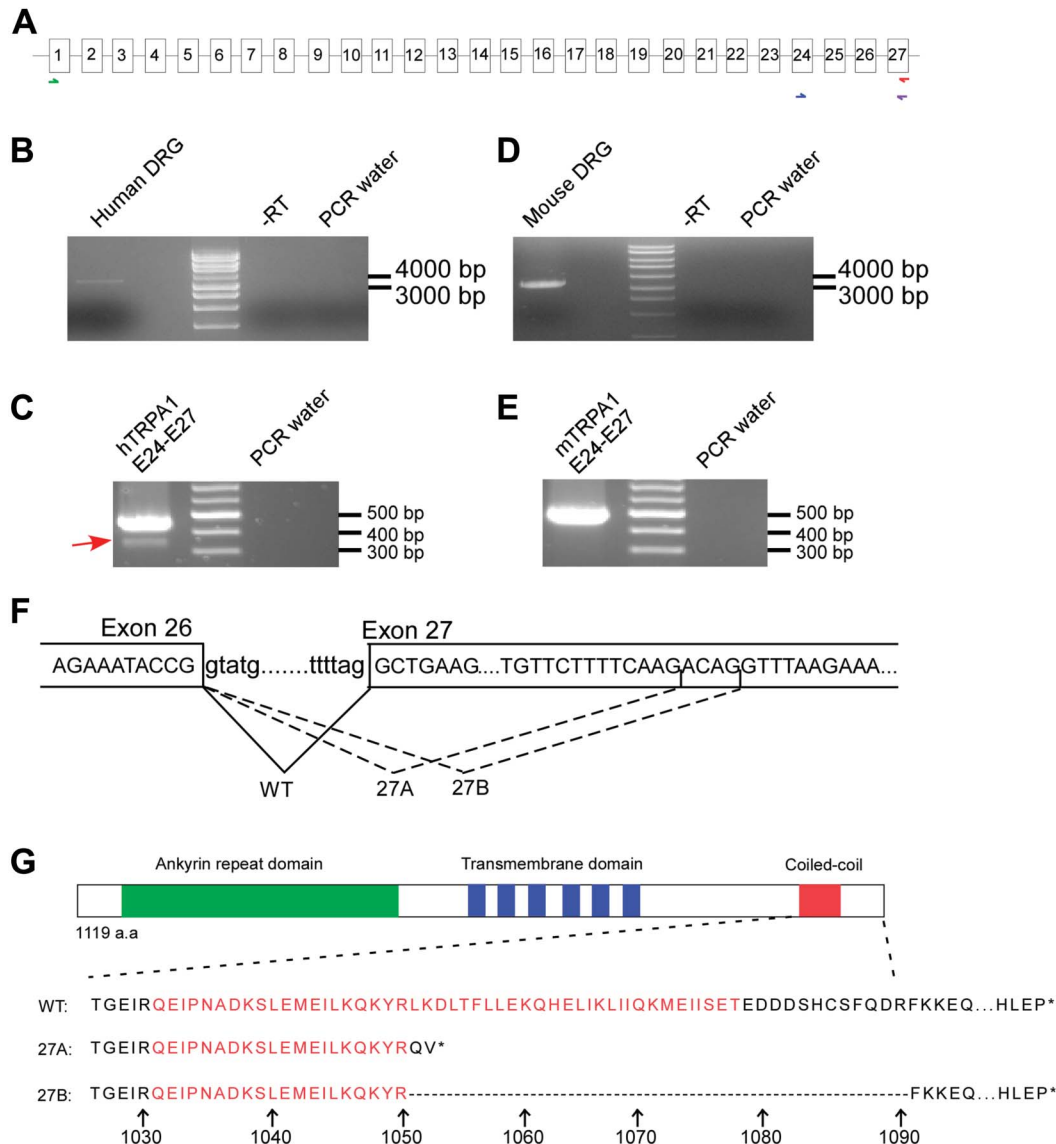 A
1 2 3 4 5 6 7 8 9 10 11 12 13 14 15 16 17 18 19 20 21 22 23 24 25 26 27
B
Human DRG
-RT
PCR water
4000 bp
3000 bp
D
Mouse DRG
-RT
PCR water
4000 bp
3000 bp
C
hTRPA1
E24-E27
PCR water
500 bp
400 bp
300 bp
E
mTRPA1
E24-E27
PCR water
500 bp
400 bp
300 bp
F
Exon 26
Exon 27
AGAAATACCG gtatg.......ttttag GCTGAAG....TGTTCTTTTCAAGACAGGTTTAAGAAA...
WT
27A
27B
G
Ankyrin repeat domain
Transmembrane domain
Coiled-coil
1119 a.a
WT: TGEIRQEIPNADKSLEMEILKQKYRLKDLTFLLEKQHELIKLIIQKMEIISETEDDDSHCSFQDRFKKEQ...HLEP*
27A: TGEIRQEIPNADKSLEMEILKQKYRQV*
27B: TGEIRQEIPNADKSLEMEILKQKYR----------------------------------------FKKEQ...HLEP*
1030 1040 1050 1060 1070 1080 1090